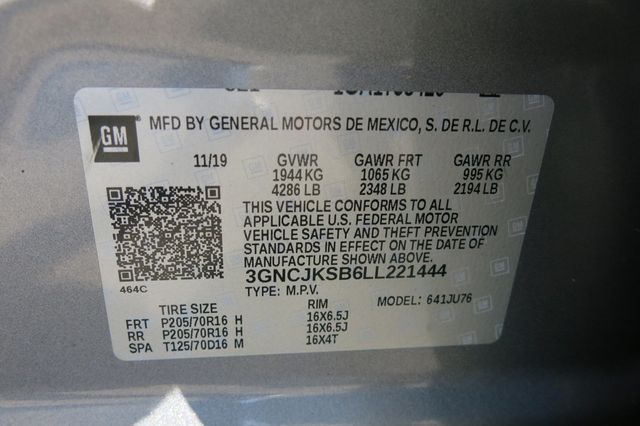 GM
MFD BY GENERAL MOTORS DE MEXICO, S. DE R.L. DE C.V.
11/19 GVWR GAWR FRT GAWR RR
1944 KG 1065 KG 995 KG
4286 LB 2348 LB 2194 LB
THIS VEHICLE CONFORMS TO ALL
APPLICABLE U.S. FEDERAL MOTOR
VEHICLE SAFETY AND THEFT PREVENTION
STANDARDS IN EFFECT ON THE DATE OF
MANUFACTURE SHOWN ABOVE.
3GNCJKSB6LL221444
464C
TYPE: M.P.V. MODEL: 641JU76
TIRE SIZE RIM
FRT P205/70R16 H 16X6.5J
RR P205/70R16 H 16X6.5J
SPA T125/70D16 M 16X4T